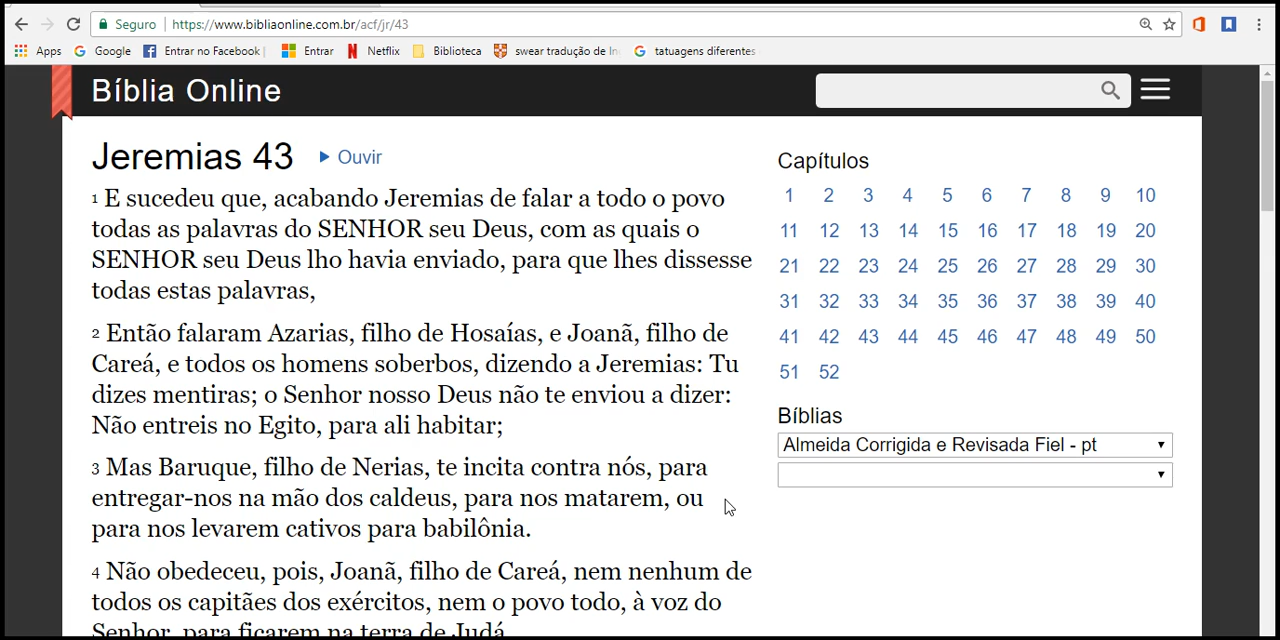 Seguro https://www.bibliaonline.com.br/acf/jr/43
Apps Google Entrar no Facebook Entrar Netflix Biblioteca swear tradução de tatuagens diferentes
Bíblia Online
Jeremias 43 Ouvir
1 E sucedeu que, acabando Jeremias de falar a todo o povo
todas as palavras do SENHOR seu Deus, com as quais o
SENHOR seu Deus lho havia enviado, para que lhes dissesse
todas estas palavras,
2 Então falaram Azarias, filho de Hosaías, e Joanã, filho de
Careá, e todos os homens soberbos, dizendo a Jeremias: Tu
dizes mentiras; o Senhor nosso Deus não te enviou a dizer:
Não entreis no Egito, para ali habitar;
3 Mas Baruque, filho de Nerias, te incita contra nós, para
entregar-nos na mão dos caldeus, para nos matarem, ou
para nos levarem cativos para babilônia.
4 Não obedeceu, pois, Joanã, filho de Careá, nem nenhum de
todos os capitães dos exércitos, nem o povo todo, à voz do
Senhor, para ficarem na terra de Judá
Capítulos
1 2 3 4 5 6 7 8 9 10
11 12 13 14 15 16 17 18 19 20
21 22 23 24 25 26 27 28 29 30
31 32 33 34 35 36 37 38 39 40
41 42 43 44 45 46 47 48 49 50
51 52
Bíblias
Almeida Corrigida e Revisada Fiel - pt